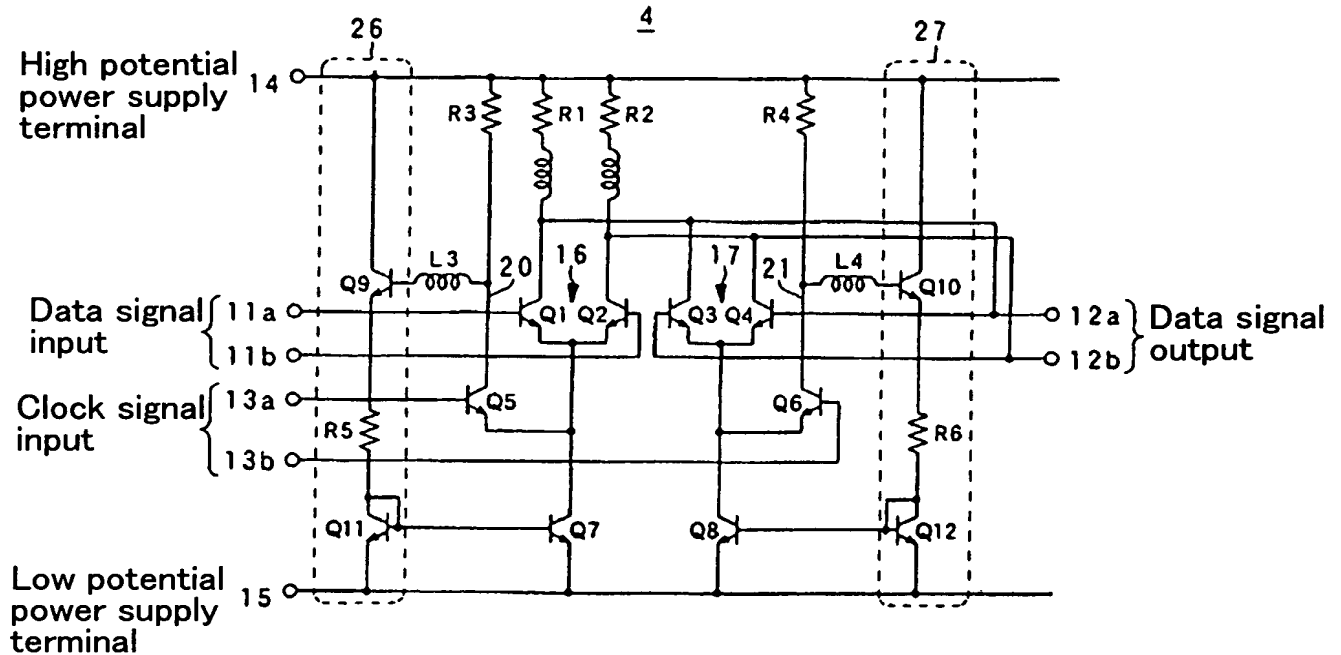 4
26
27
High potential
power supply
terminal
14
R3
R1
R2
R4
L3
20
16
17
21
L4
Q9
Q10
Data signal
input
11a
11b
Q1
Q2
Q3
Q4
12a
12b
Data signal
output
Clock signal
input
13a
13b
Q5
Q6
R5
R6
Q11
Q7
Q8
Q12
Low potential
power supply
terminal
15